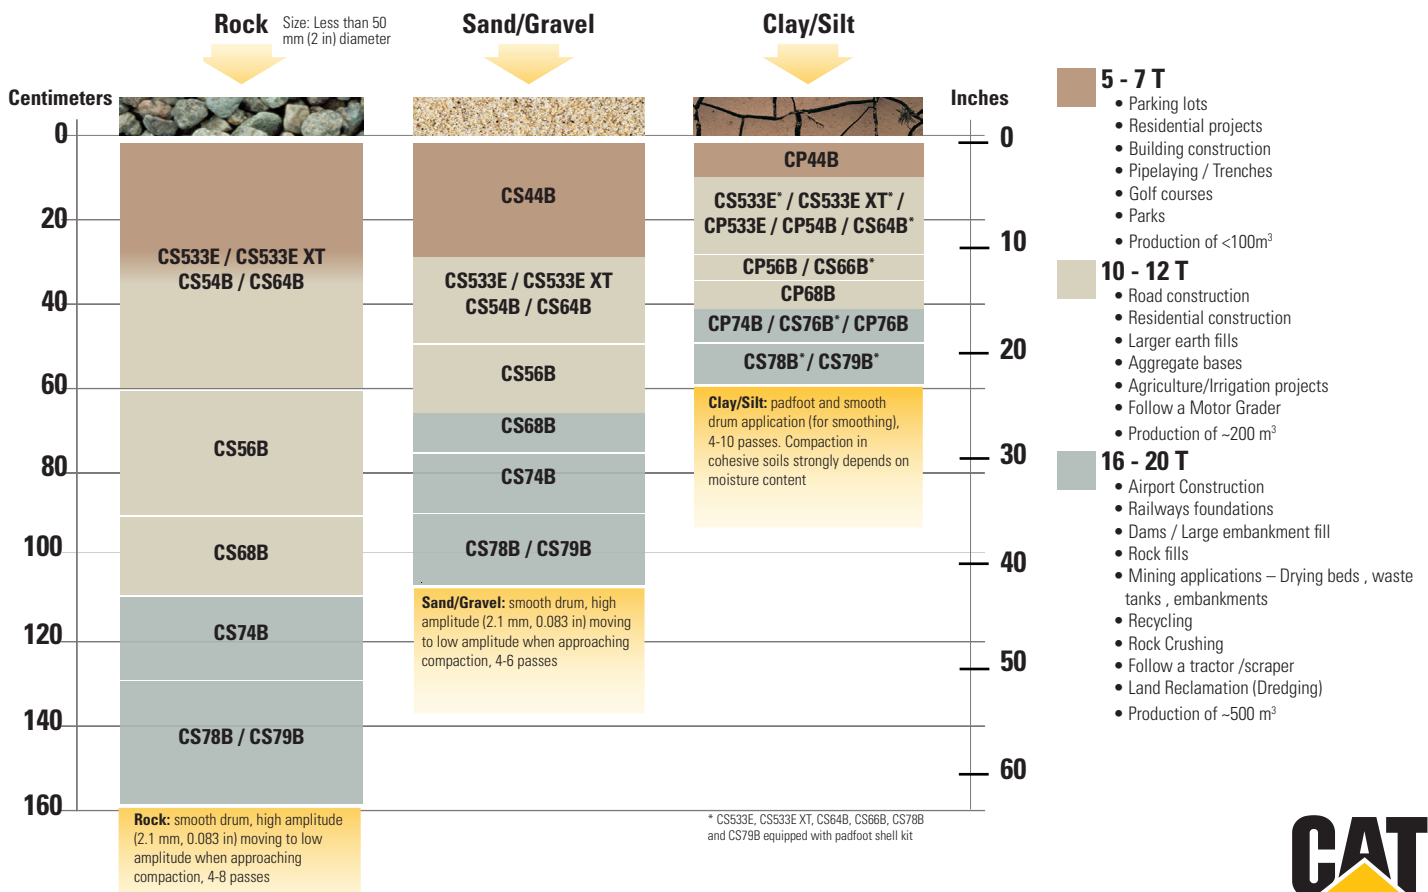 Rock
Size: Less than 50
mm (2 in) diameter
Sand/Gravel
Clay/Silt
Centimeters
Inches
0
20
40
60
80
100
120
140
160
CS533E / CS533E XT
CS54B / CS64B
CS56B
CS68B
CS74B
CS78B / CS79B
Rock: smooth drum, high amplitude
(2.1 mm, 0.083 in) moving to low
amplitude when approaching
compaction, 4-8 passes
CS44B
CS533E / CS533E XT
CS54B / CS64B
CS56B
CS68B
CS74B
CS78B / CS79B
Sand/Gravel: smooth drum, high
amplitude (2.1 mm, 0.083 in) moving
to low amplitude when approaching
compaction, 4-6 passes
CP44B
CS533E* / CS533E XT* /
CP533E / CP54B / CS64B*
CP56B / CS66B*
CP68B
CP74B / CS76B* / CP76B
CS78B* / CS79B*
Clay/Silt: padfoot and smooth
drum application (for smoothing),
4-10 passes. Compaction in
cohesive soils strongly depends on
moisture content
* CS533E, CS533E XT, CS64B, CS66B, CS78B
and CS79B equipped with padfoot shell kit
0
10
20
30
40
50
60
5 - 7 T
• Parking lots
• Residential projects
• Building construction
• Pipelaying / Trenches
• Golf courses
• Parks
• Production of <100m³
10 - 12 T
• Road construction
• Residential construction
• Larger earth fills
• Aggregate bases
• Agriculture/Irrigation projects
• Follow a Motor Grader
• Production of ~200 m³
16 - 20 T
• Airport Construction
• Railways foundations
• Dams / Large embankment fill
• Rock fills
• Mining applications – Drying beds , waste
tanks , embankments
• Recycling
• Rock Crushing
• Follow a tractor /scraper
• Land Reclamation (Dredging)
• Production of ~500 m³
CAT